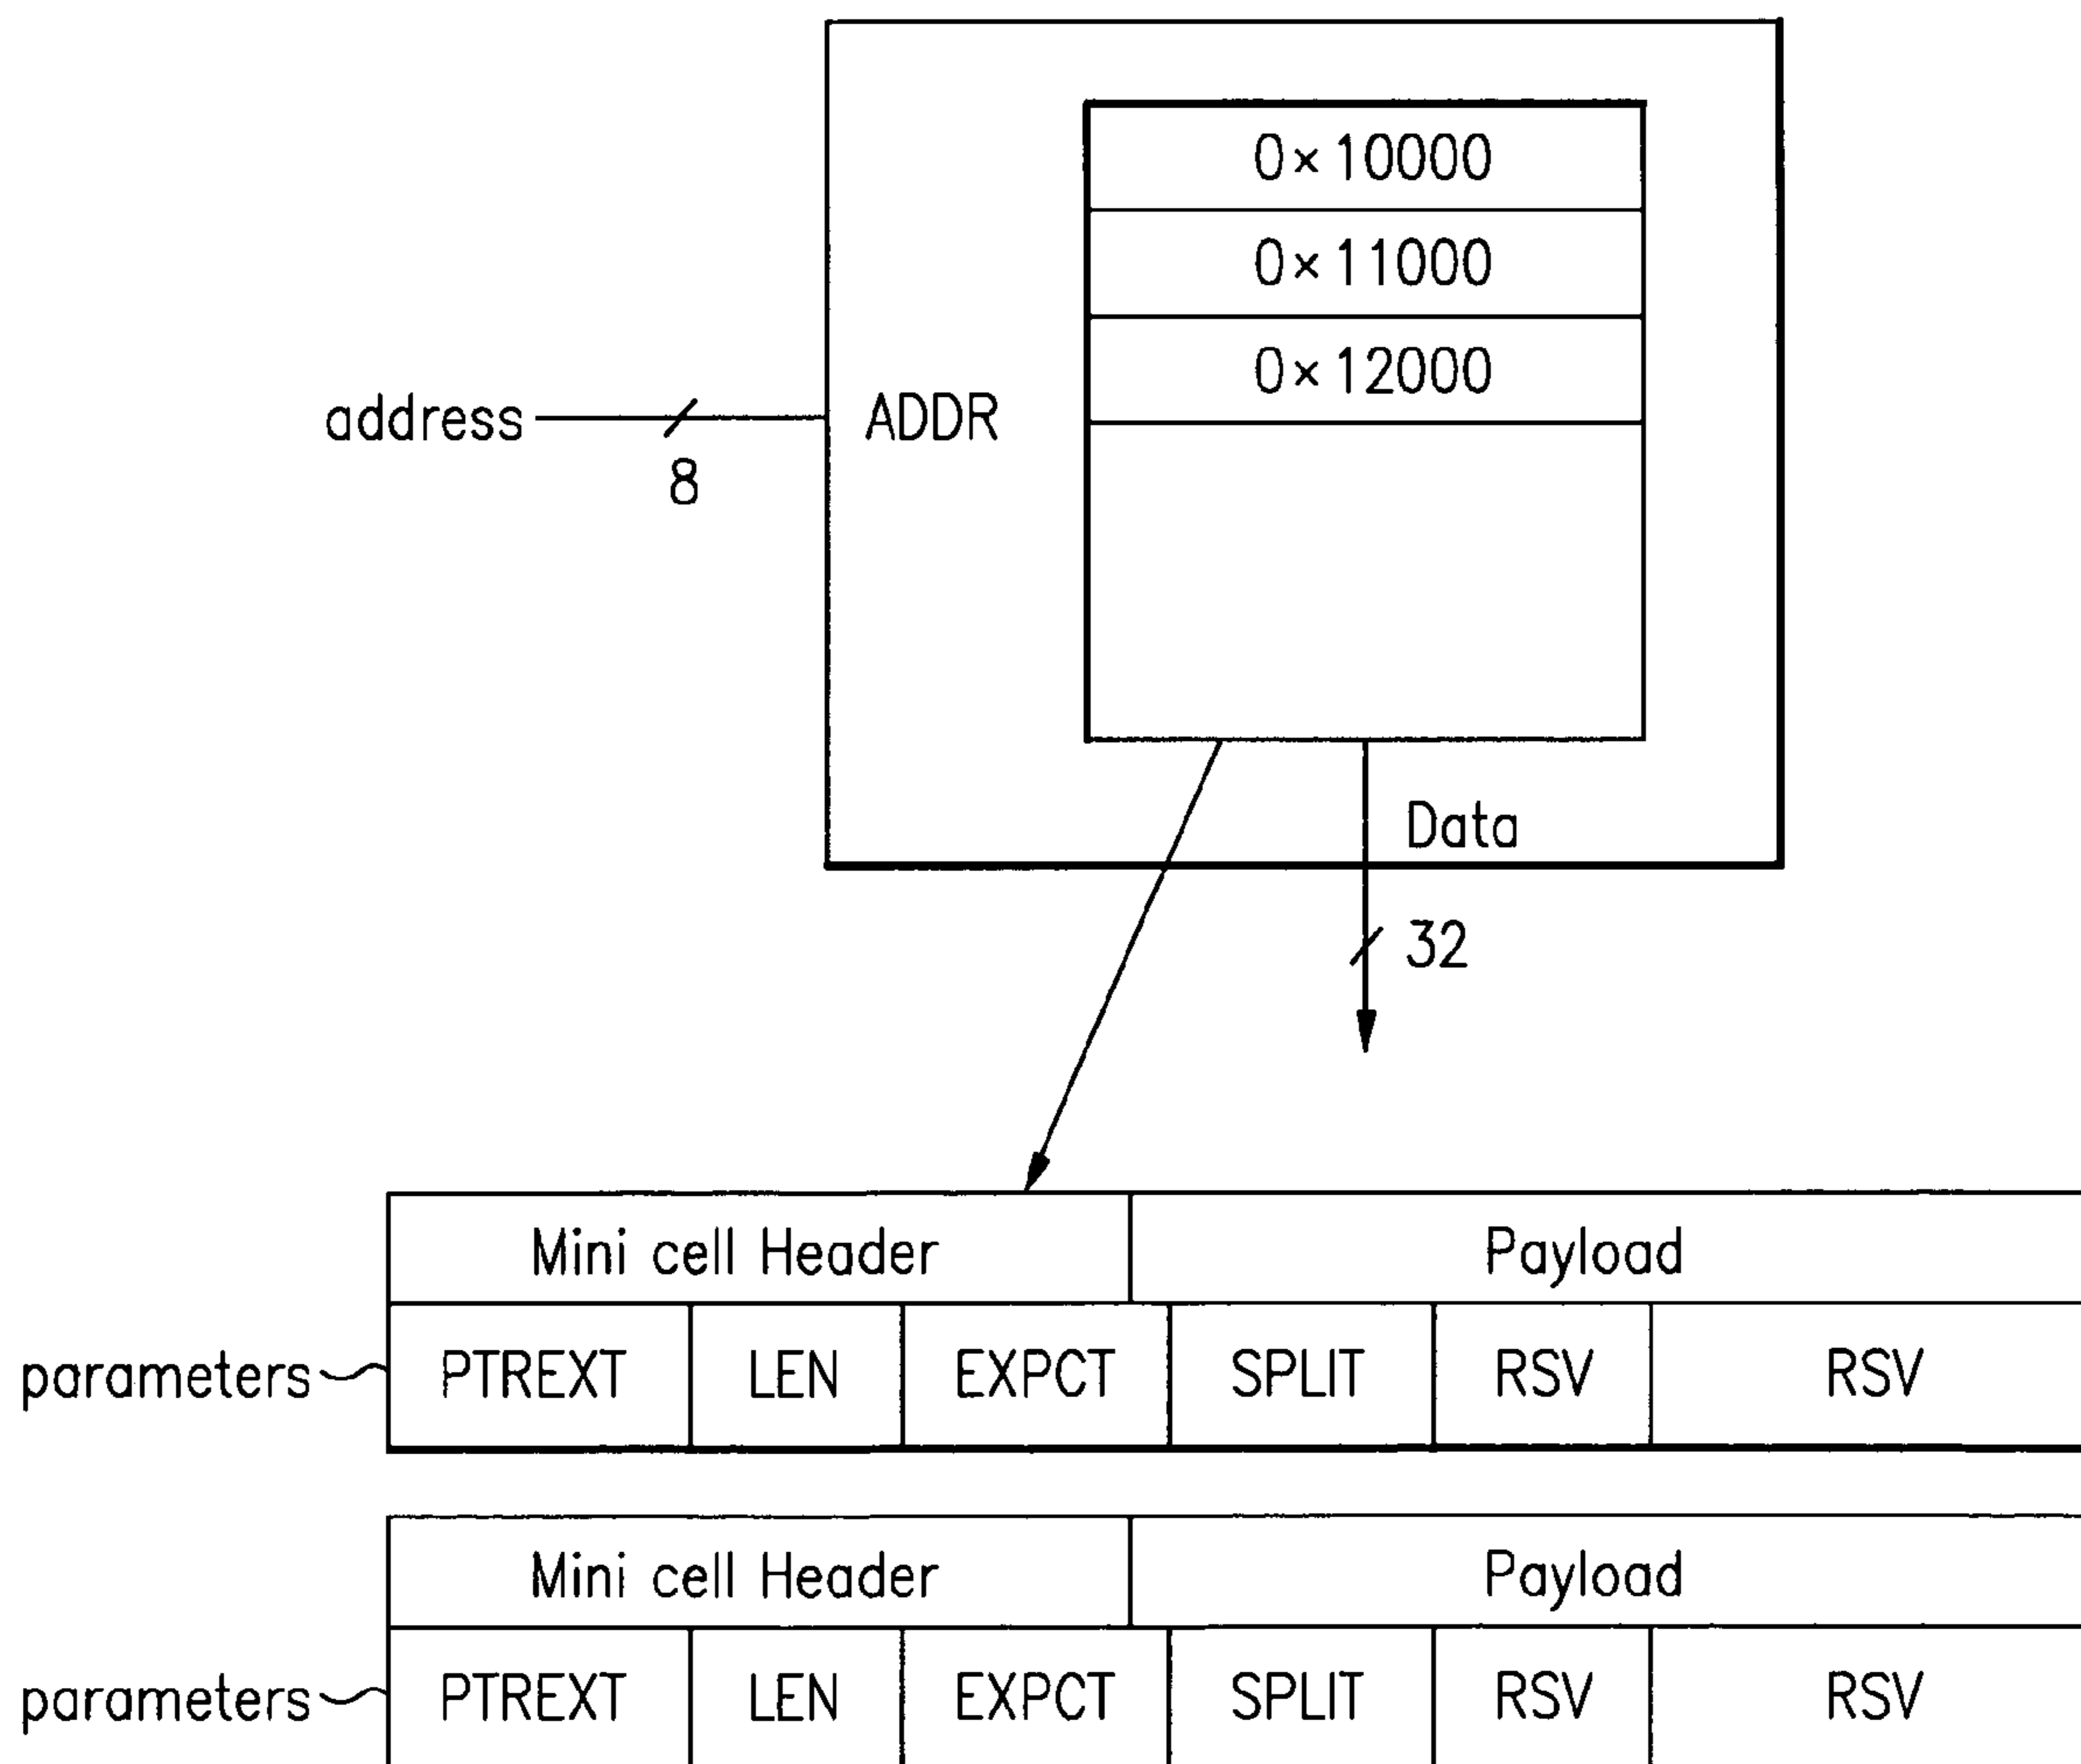 0×10000
0×11000
0×12000
address
8
ADDR
Data
32
Mini cell Header Payload
parameters PTREXT LEN EXPCT SPLIT RSV RSV
Mini cell Header Payload
parameters PTREXT LEN EXPCT SPLIT RSV RSV